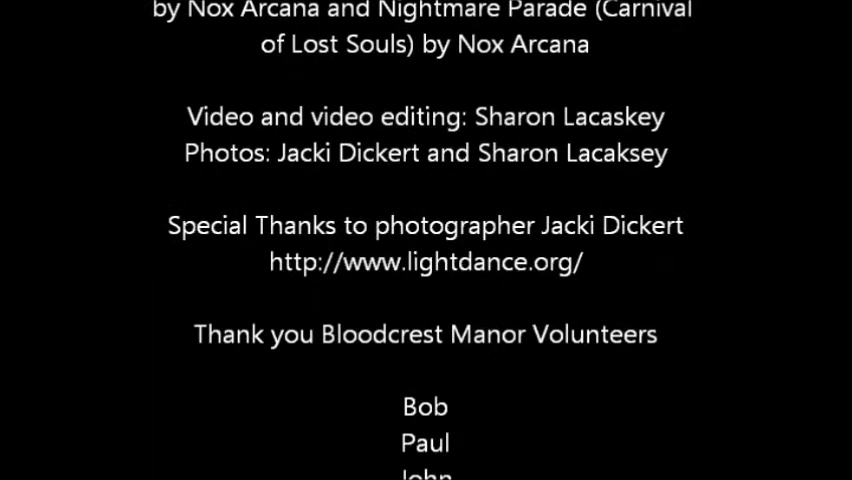 by Nox Arcana and Nightmare Parade (Carnival
of Lost Souls) by Nox Arcana
Video and video editing: Sharon Lacaskey
Photos: Jacki Dickert and Sharon Lacaksey
Special Thanks to photographer Jacki Dickert
http://www.lightdance.org/
Thank you Bloodcrest Manor Volunteers
Bob
Paul
John